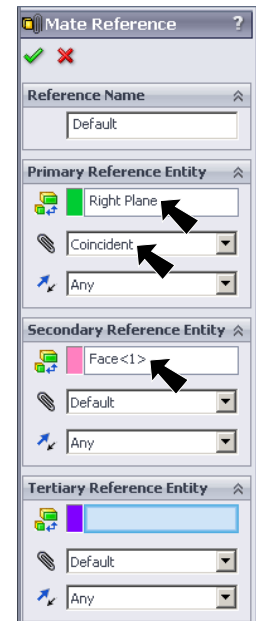 Mate Reference ?
Reference Name
Default
Primary Reference Entity
Right Plane
Coincident
Any
Secondary Reference Entity
Face<1>
Default
Any
Tertiary Reference Entity
Default
Any